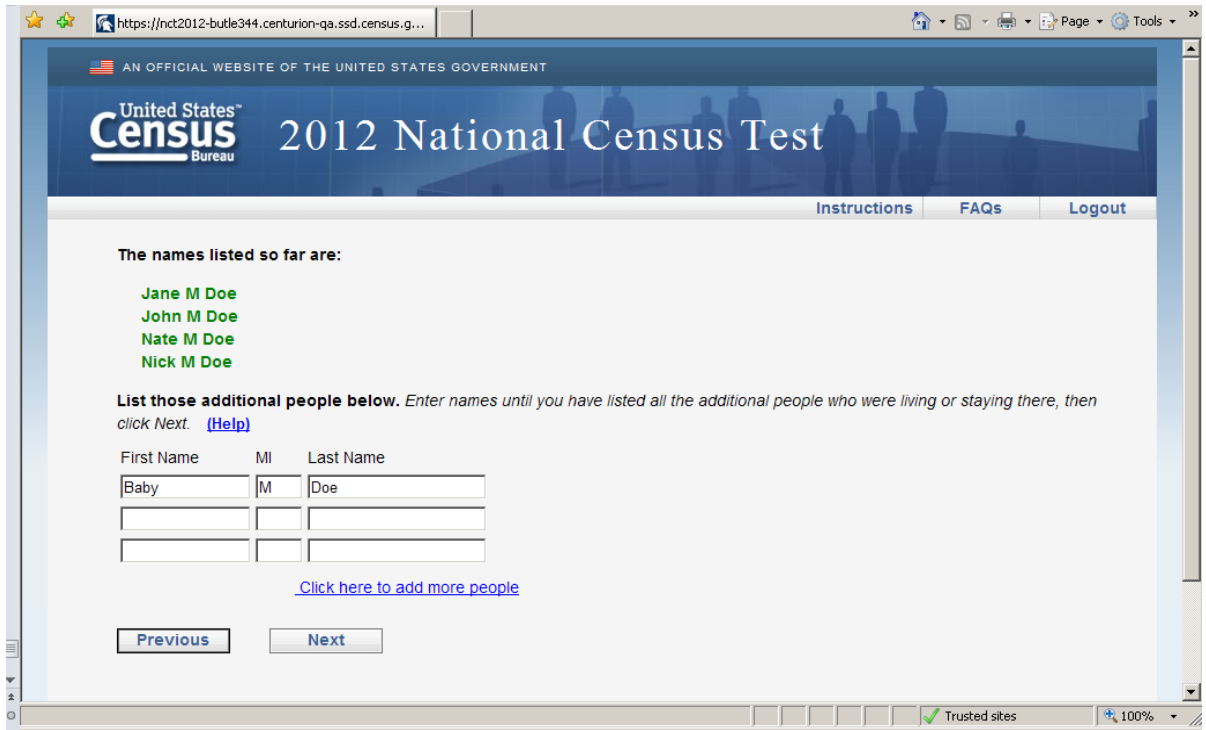 https://nct2012-butle344.centurion-qa.ssd.census.g...
Page
Tools
»
AN OFFICIAL WEBSITE OF THE UNITED STATES GOVERNMENT
United States™
Census
Bureau
2012 National Census Test
Instructions FAQs Logout
The names listed so far are:
Jane M Doe
John M Doe
Nate M Doe
Nick M Doe
List those additional people below. Enter names until you have listed all the additional people who were living or staying there, then
click Next. (Help)
First Name MI Last Name
Baby M Doe
Click here to add more people
Previous Next
Trusted sites 100%